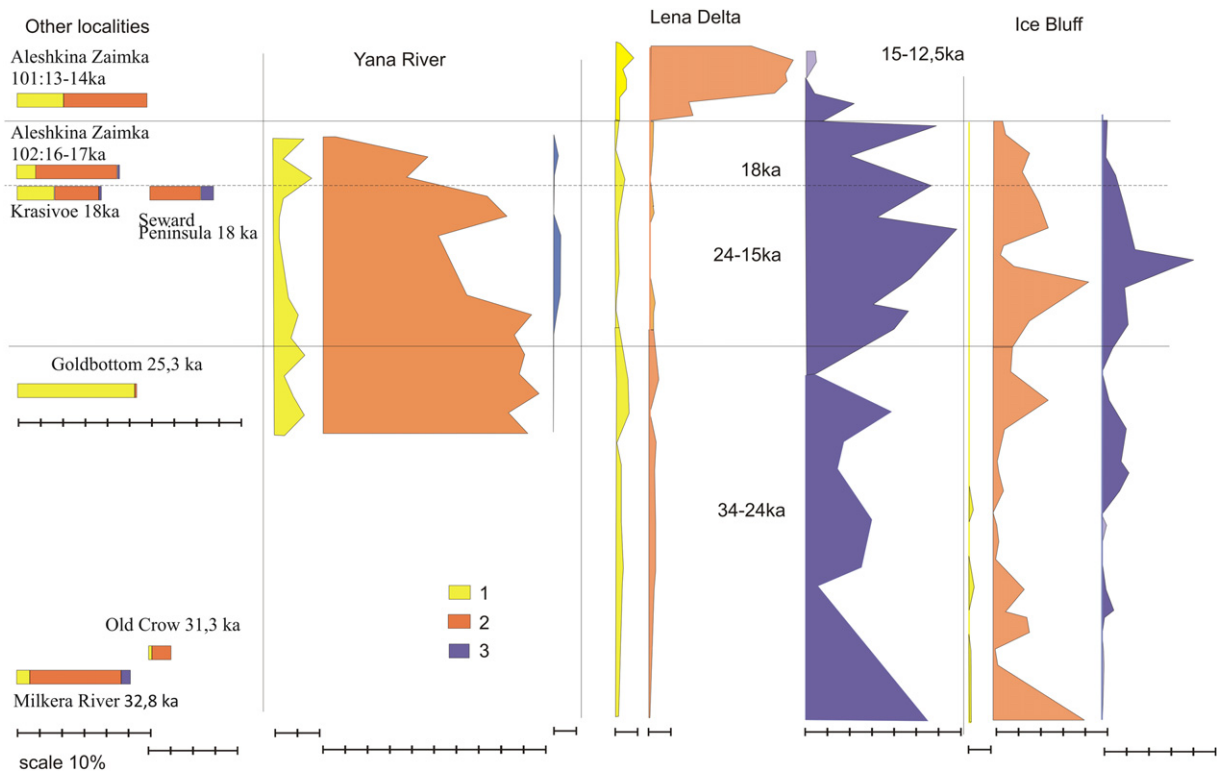 Other localities
Aleshkina Zaimka
101:13-14ka
Aleshkina Zaimka
102:16-17ka
Krasivoe 18ka
Seward
Peninsula 18 ka
Goldbottom 25,3 ka
Old Crow 31,3 ka
Milkera River 32,8 ka
scale 10%
Yana River
1
2
3
Lena Delta
15-12,5ka
18ka
24-15ka
34-24ka
Ice Bluff